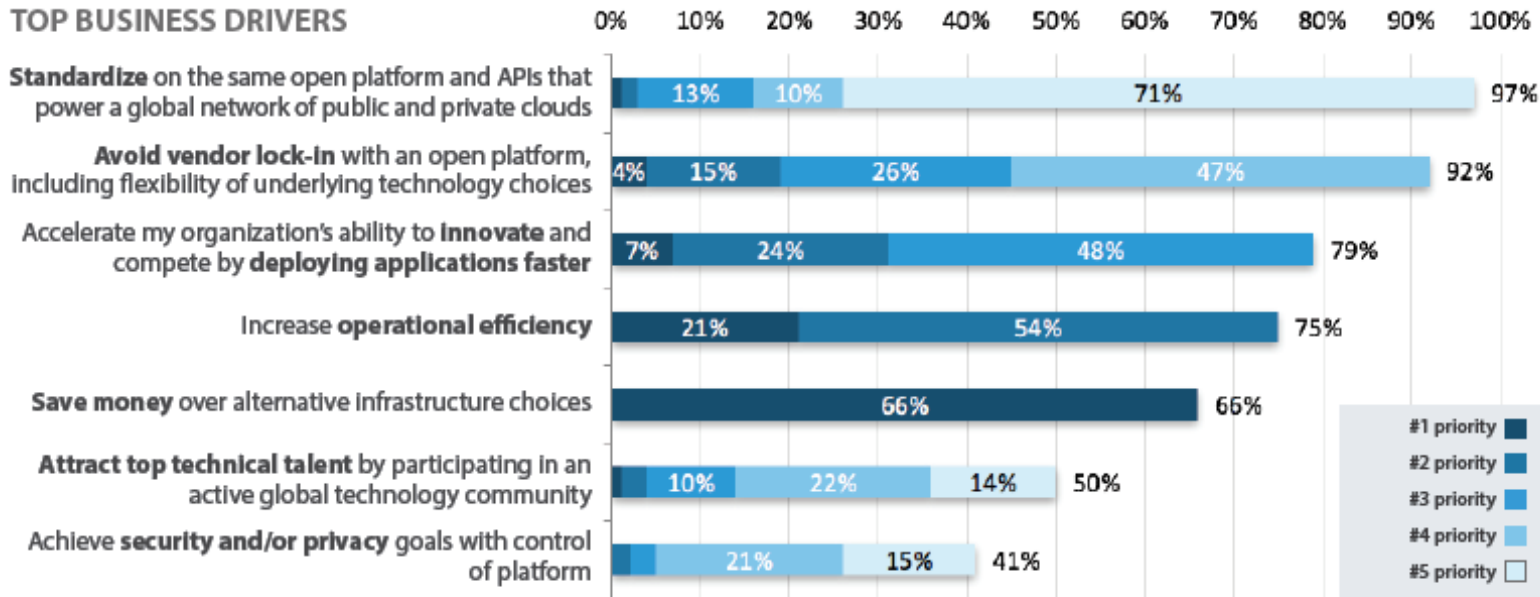 TOP BUSINESS DRIVERS
0% 10% 20% 30% 40% 50% 60% 70% 80% 90% 100%
Standardize on the same open platform and APIs that
power a global network of public and private clouds
13% 10% 71% 97%
Avoid vendor lock-in with an open platform,
including flexibility of underlying technology choices
4% 15% 26% 47% 92%
Accelerate my organization's ability to innovate and
compete by deploying applications faster
7% 24% 48% 79%
Increase operational efficiency
21% 54% 75%
Save money over alternative infrastructure choices
66% 66%
Attract top technical talent by participating in an
active global technology community
10% 22% 14% 50%
Achieve security and/or privacy goals with control
of platform
21% 15% 41%
#1 priority
#2 priority
#3 priority
#4 priority
#5 priority